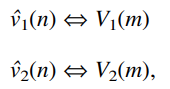 v̂₁(n) ⇔ V₁(m)
v̂₂(n) ⇔ V₂(m),